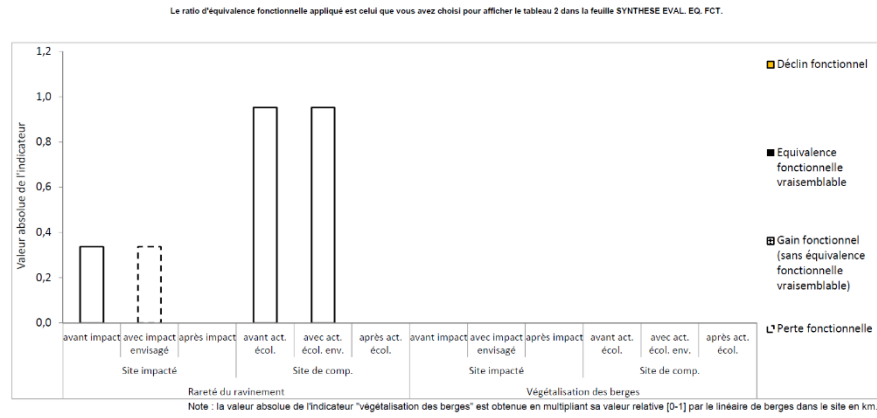 Le ratio d'équivalence fonctionnelle appliqué est celui que vous avez choisi pour afficher le tableau 2 dans la feuille SYNTHESE EVAL. EQ. FCT.
Valeur absolue de l'indicateur
1,2
1,0
0,8
0,6
0,4
0,2
0,0
avant impact
avec impact envisagé
après impact
avant act. écol.
avec act. écol. env.
après act. écol.
avant impact
avec impact envisagé
après impact
avant act. écol.
avec act. écol. env.
après act. écol.
Site impacté
Site de comp.
Site impacté
Site de comp.
Rareté du ravinement
Végétalisation des berges
Déclin fonctionnel
Equivalence
fonctionnelle
vraisemblable
Gain fonctionnel
(sans équivalence
fonctionnelle
vraisemblable)
Perte fonctionnelle
Note : la valeur absolue de l'indicateur "végétalisation des berges" est obtenue en multipliant sa valeur relative [0-1] par le linéaire de berges dans le site en km.